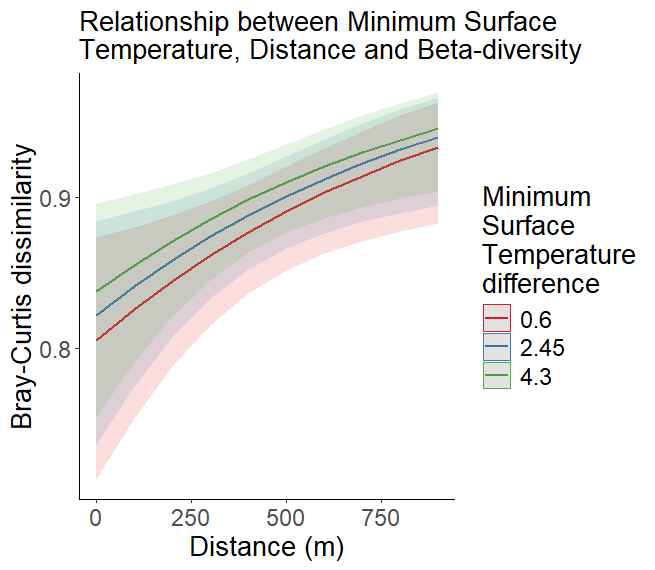 Relationship between Minimum Surface
Temperature, Distance and Beta-diversity
Bray-Curtis dissimilarity
0.9
0.8
0
250
500
750
Distance (m)
Minimum
Surface
Temperature
difference
0.6
2.45
4.3